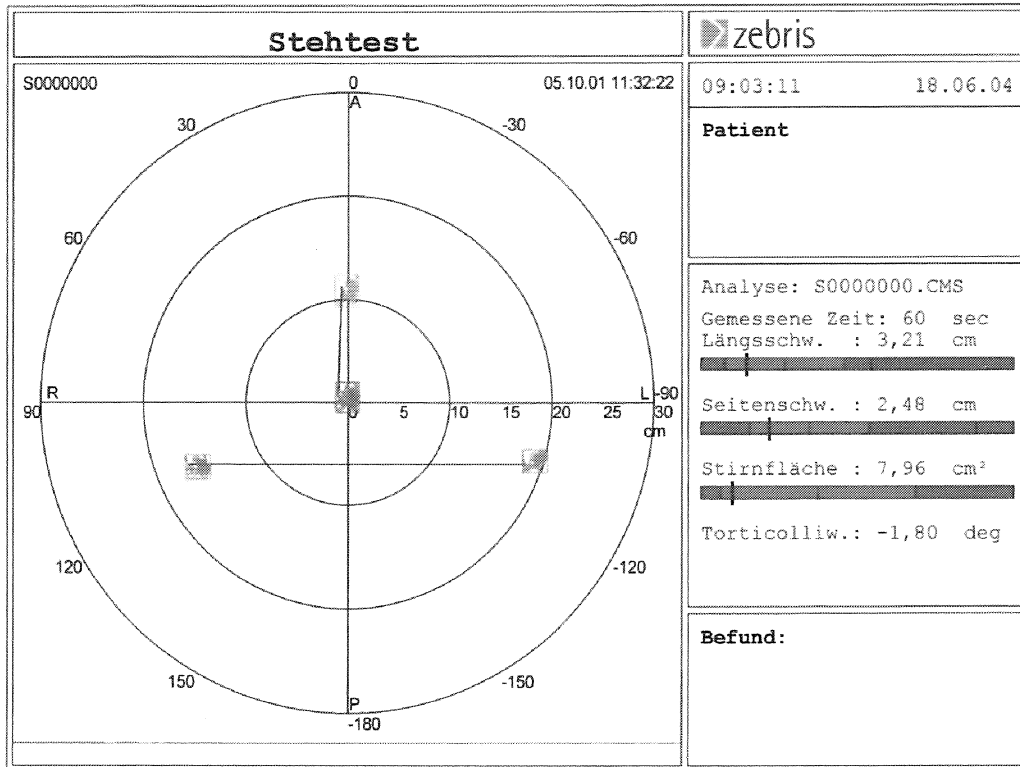 Stehtest
zebris
S0000000
0
05.10.01 11:32:22
A
30
-30
60
-60
R
L
90
-90
0
5
10
15
20
25
30
cm
120
-120
150
-150
P
-180
09:03:11 18.06.04
Patient
Analyse: S0000000.CMS
Gemessene Zeit: 60 sec
Längsschw. : 3,21 cm
Seitenschw. : 2,48 cm
Stirnfläche : 7,96 cm²
Torticolliw.: -1,80 deg
Befund: